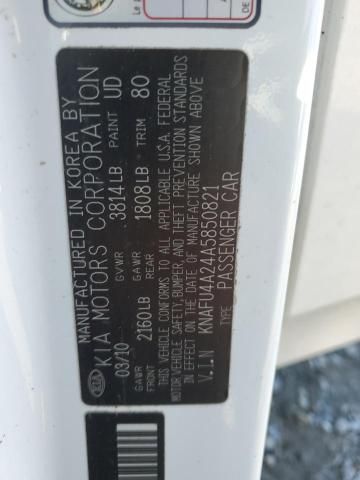 MANUFACTURED IN KOREA BY
KIA KIA MOTORS CORPORATION
03/10 GVWR 3814LB PAINT UD
GAWR FRONT 2160LB GAWR REAR 1808LB TRIM 80
THIS VEHICLE CONFORMS TO ALL APPLICABLE U.S.A. FEDERAL
MOTOR VEHICLE SAFETY, BUMPER, AND THEFT PREVENTION STANDARDS
IN EFFECT ON THE DATE OF MANUFACTURE SHOWN ABOVE
V.I.N KNAFU4A24A5850821
TYPE PASSENGER CAR